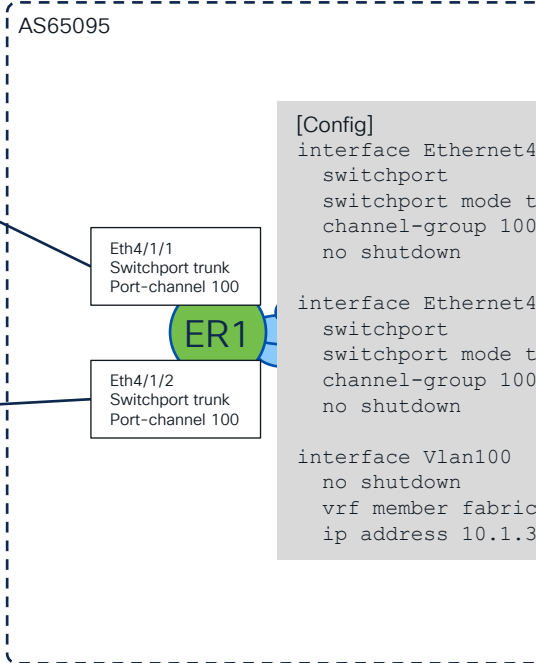 AS65095
[Config]
interface Ethernet4
switchport
switchport mode t
channel-group 100
no shutdown
interface Ethernet4
switchport
switchport mode t
channel-group 100
no shutdown
interface Vlan100
no shutdown
vrf member fabric
ip address 10.1.3
Eth4/1/1
Switchport trunk
Port-channel 100
ER1
Eth4/1/2
Switchport trunk
Port-channel 100